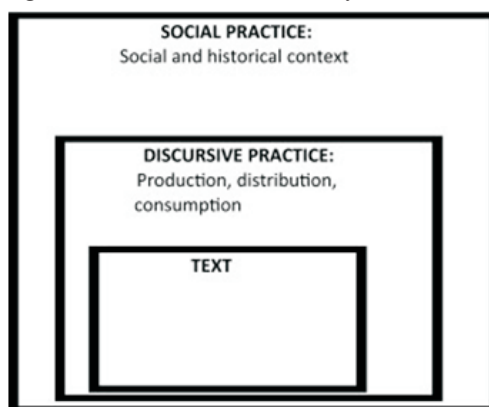 SOCIAL PRACTICE:
Social and historical context
DISCURSIVE PRACTICE:
Production, distribution,
consumption
TEXT